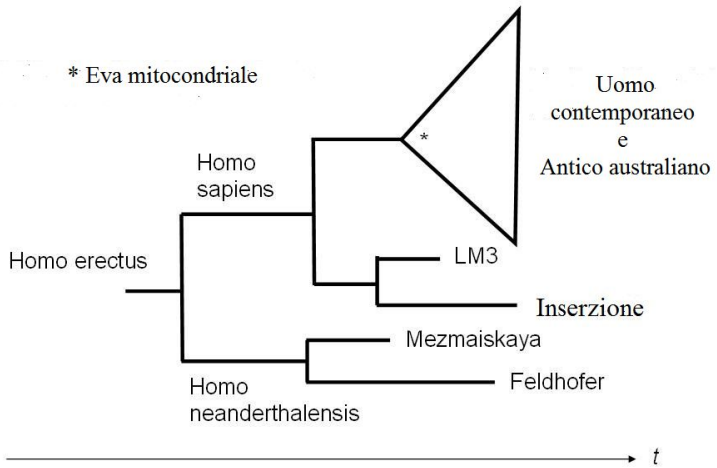 * Eva mitocondriale
Uomo
contemporaneo
e
Antico australiano
*
Homo
sapiens
Homo erectus
LM3
Inserzione
Mezmaiskaya
Feldhofer
Homo
neanderthalensis
t